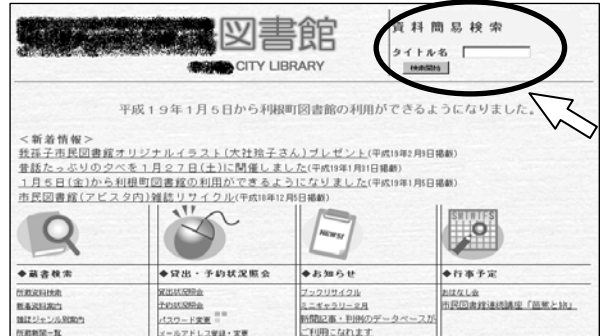 図書館
CITY LIBRARY
資料簡易検索
タイトル名
検索開始
平成19年1月5日から利根町図書館の利用ができるようになりました。
<新着情報>
我孫子市民図書館オリジナルイラスト(大社玲子さん)プレゼント(平成19年2月9日掲載)
昔話たっぷりの夕べを1月27日(土)に開催しました(平成19年1月31日掲載)
1月5日(金)から利根町図書館の利用ができるようになりました(平成19年1月5日掲載)
市民図書館(アビスタ内)雑誌リサイクル(平成18年12月5日掲載)
NEWS!
◆蔵書検索
◆貸出・予約状況照会
◆お知らせ
◆行事予定
所蔵資料検索
貸出状況照会
ブックリサイクル
おはなし会
新着資料案内
予約状況照会
ミニギャラリー2月
市民図書館連続講座「芭蕉と旅」
雑誌ジャンル別案内
パスワード変更
新聞記事・判例のデータベースが
所蔵新聞一覧
メールアドレス登録・変更
ご利用になれます